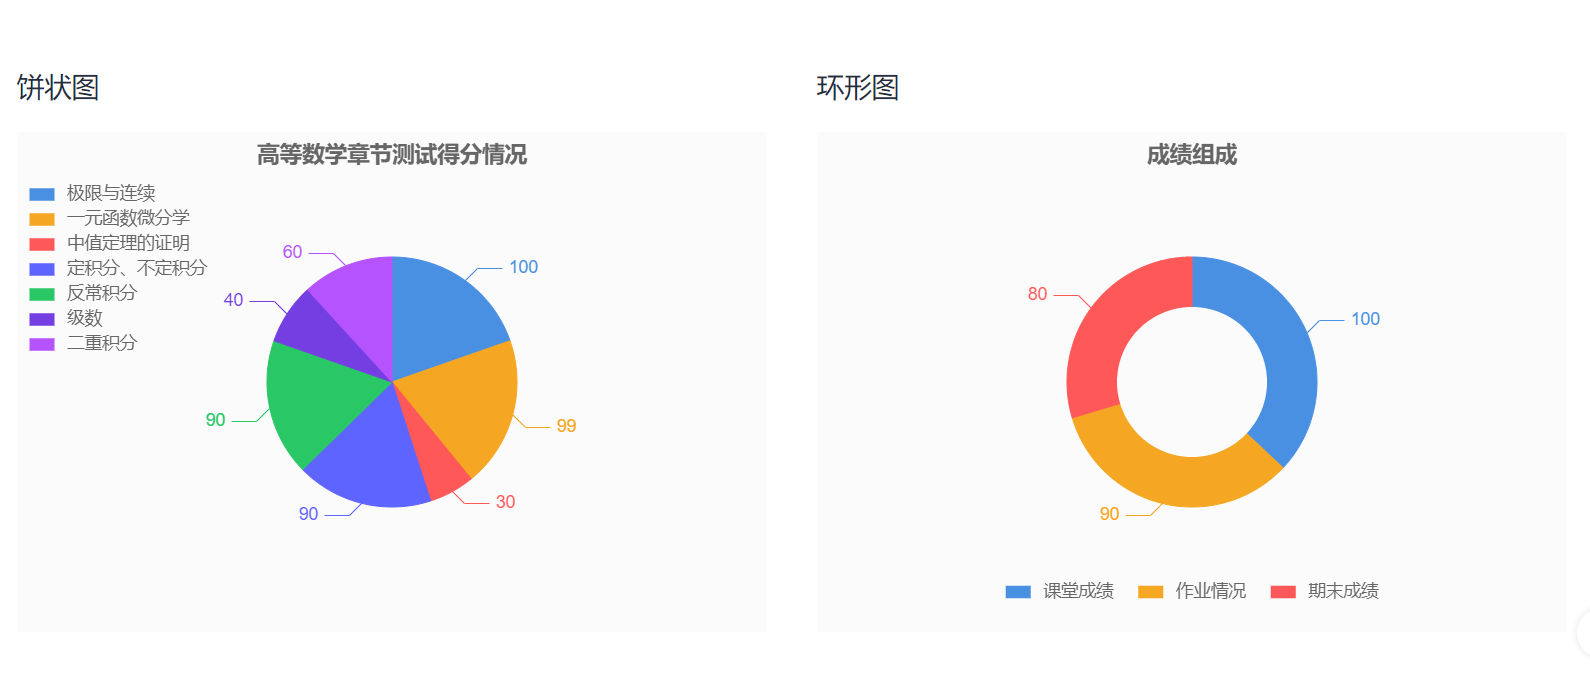 饼状图
高等数学章节测试得分情况
极限与连续
一元函数微分学
中值定理的证明
定积分、不定积分
反常积分
级数
二重积分
60
100
40
99
90
30
90
环形图
成绩组成
80
100
90
课堂成绩 作业情况 期末成绩